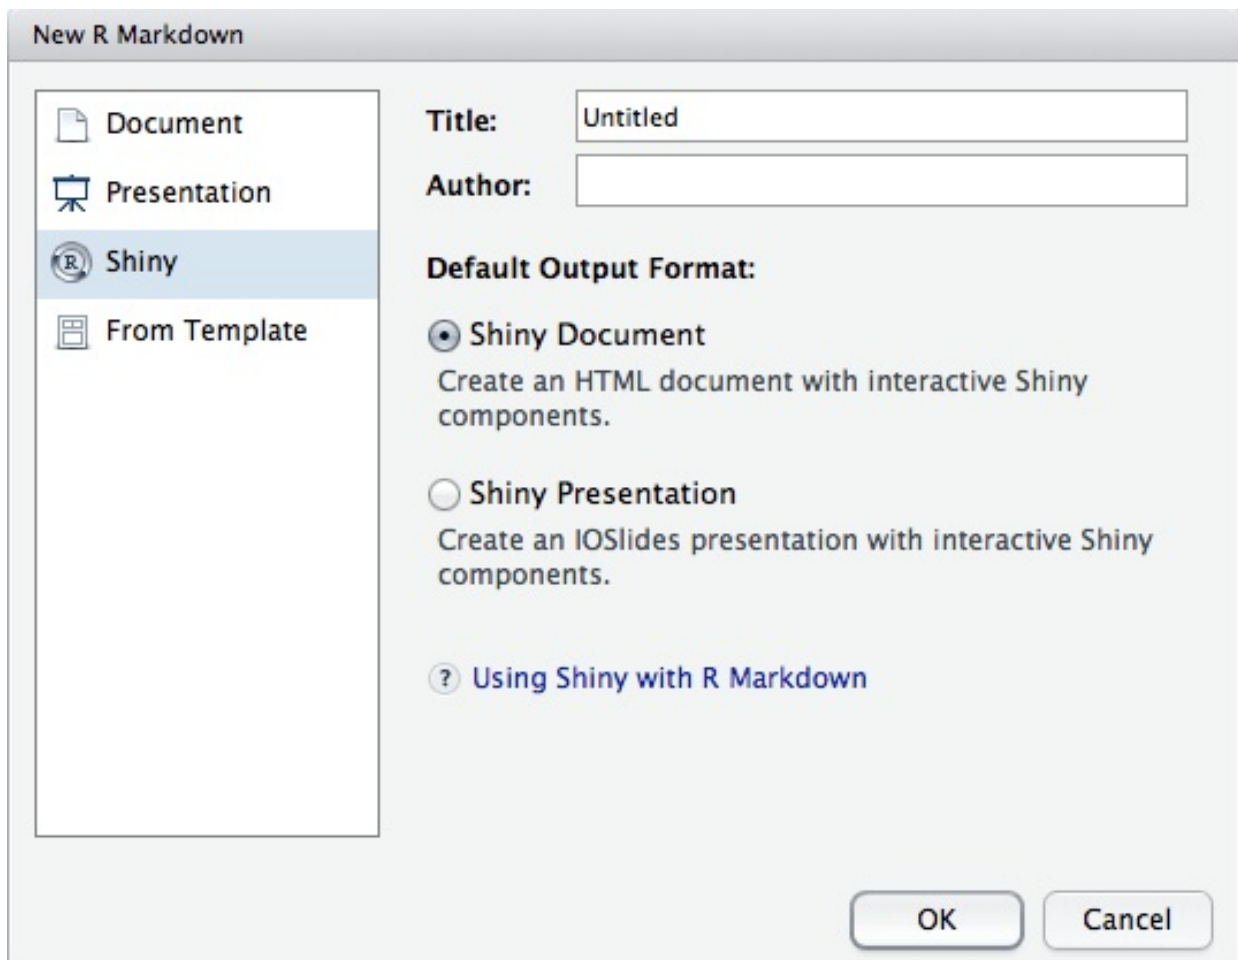 New R Markdown
Document
Presentation
R
Shiny
From Template
Title:
Untitled
Author:
Default Output Format:
Shiny Document
Create an HTML document with interactive Shiny
components.
Shiny Presentation
Create an IOSlides presentation with interactive Shiny
components.
? Using Shiny with R Markdown
OK
Cancel